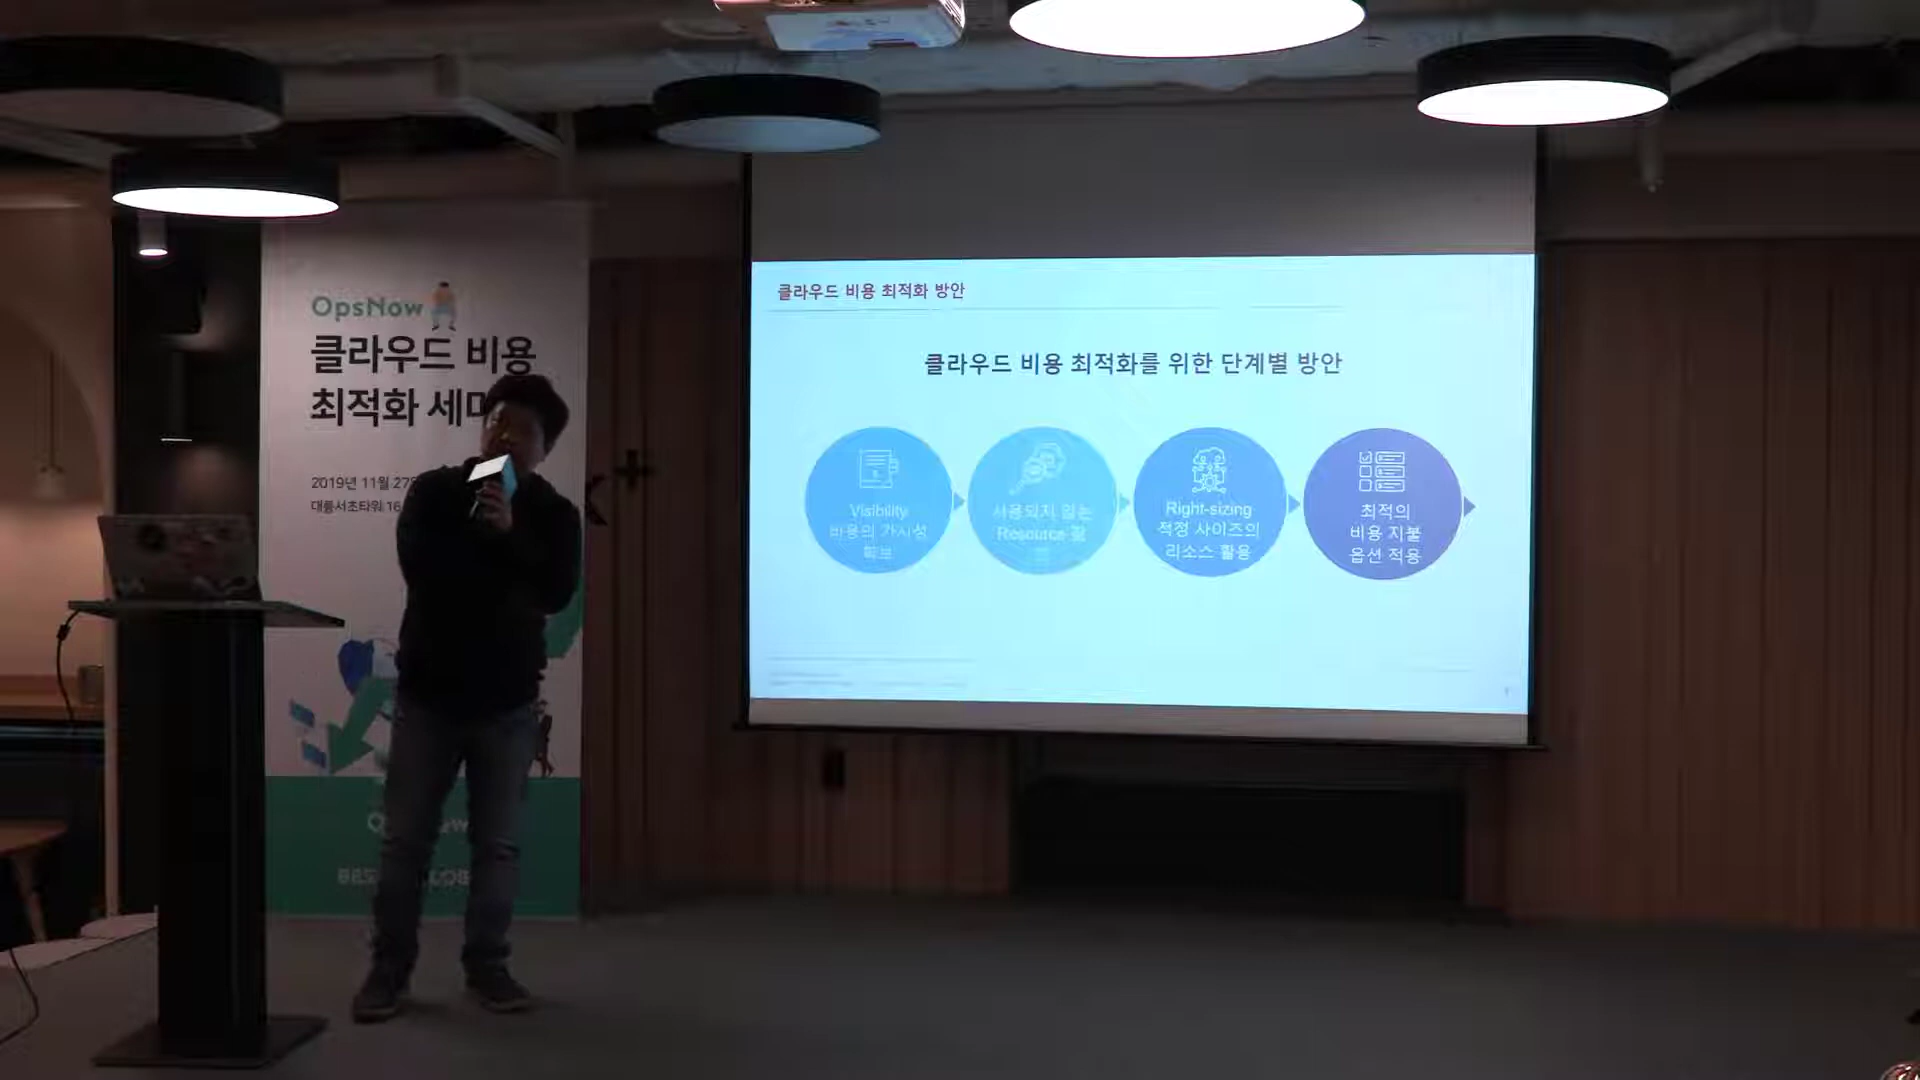 OpsNow
클라우드 비용
최적화 세미
2019년 11월 27
대륭서초타워 16
클라우드 비용 최적화 방안
클라우드 비용 최적화를 위한 단계별 방안
Visibility
비용의 가시성
확보
사용되지 않는
Resource
Right-sizing
적정 사이즈의
리소스 활용
최적의
비용 지불
옵션 적용